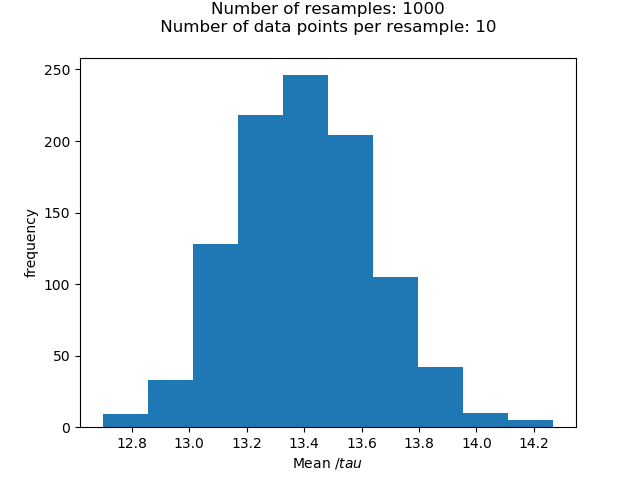 Number of resamples: 1000
Number of data points per resample: 10
250
200
150
100
50
0
frequency
12.8 13.0 13.2 13.4 13.6 13.8 14.0 14.2
Mean /tau